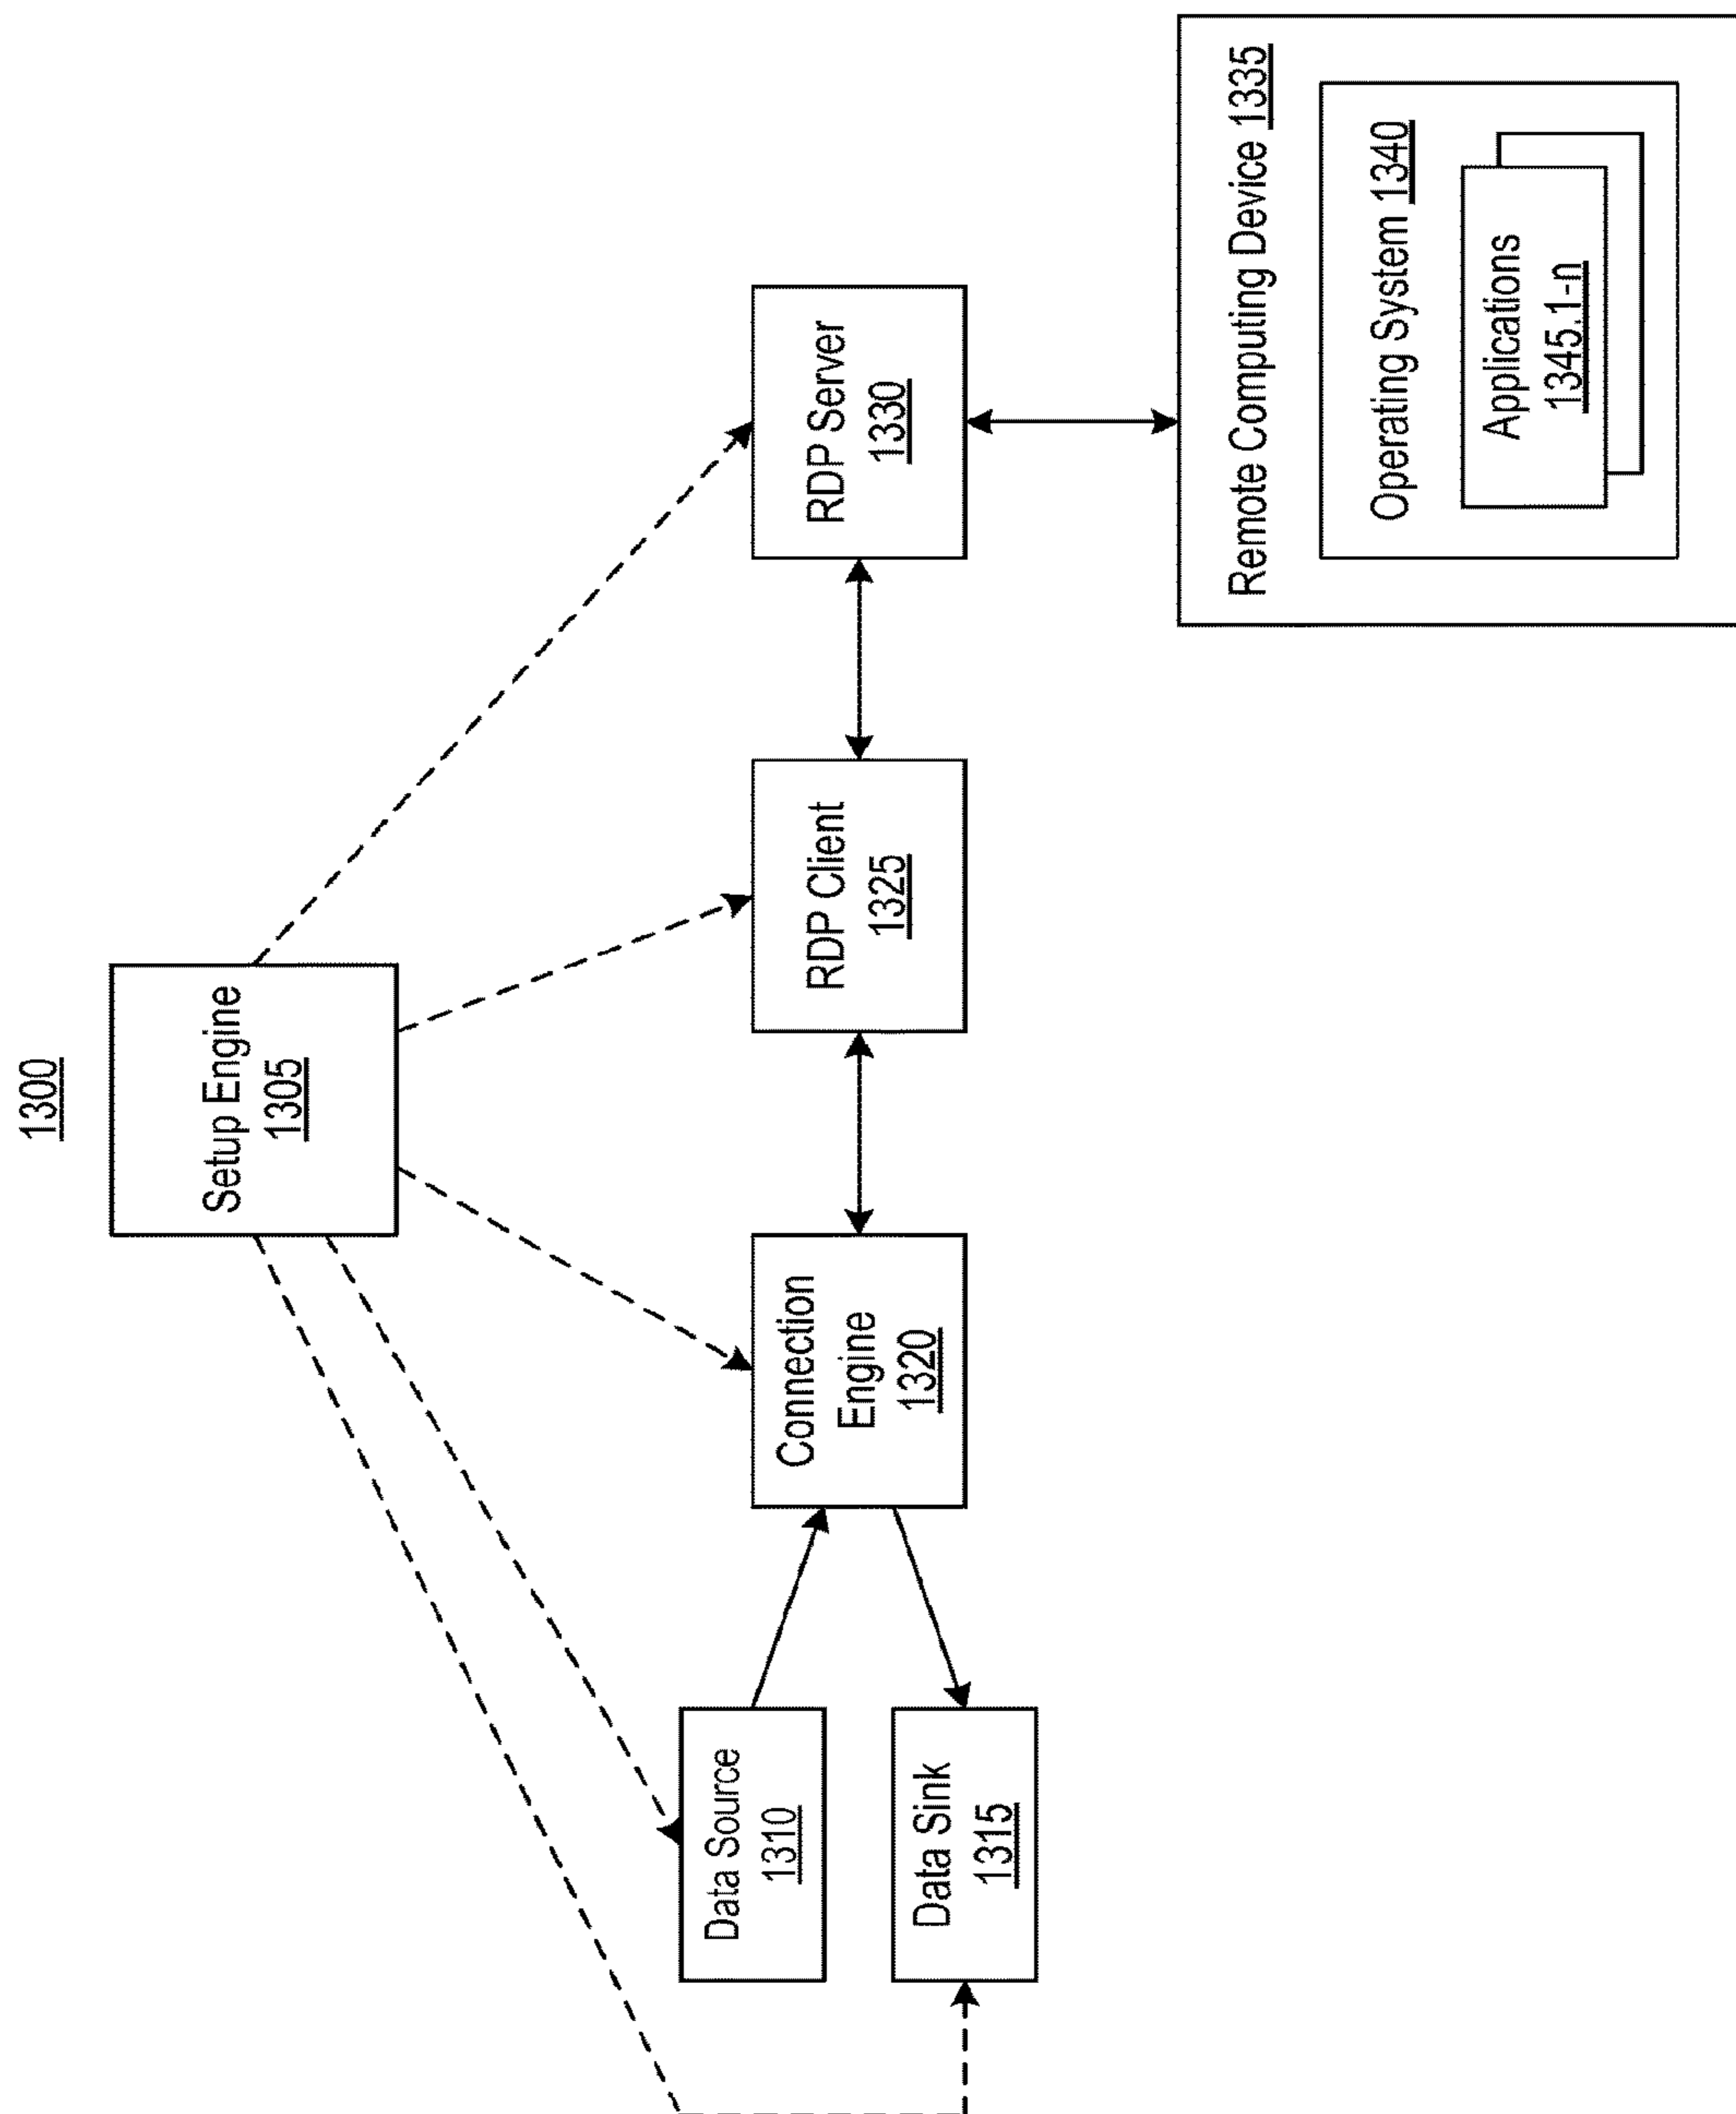 1300
Setup Engine
1305
Data Source
1310
Data Sink
1315
Connection
Engine
1320
RDP Client
1325
RDP Server
1330
Remote Computing Device 1335
Operating System 1340
Applications
1345.1-n